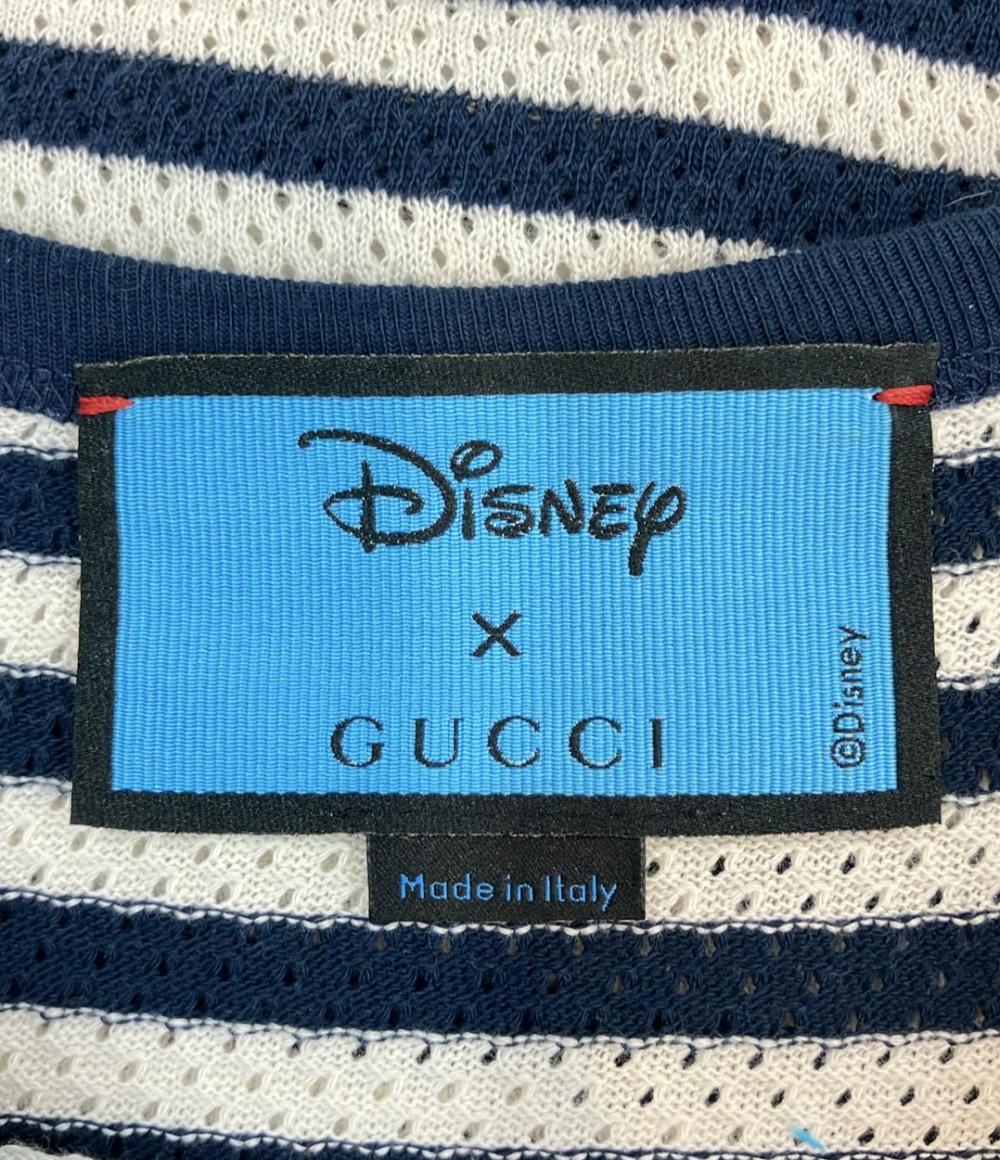 Disney
×
GUCCI
@Disney
Made in Italy